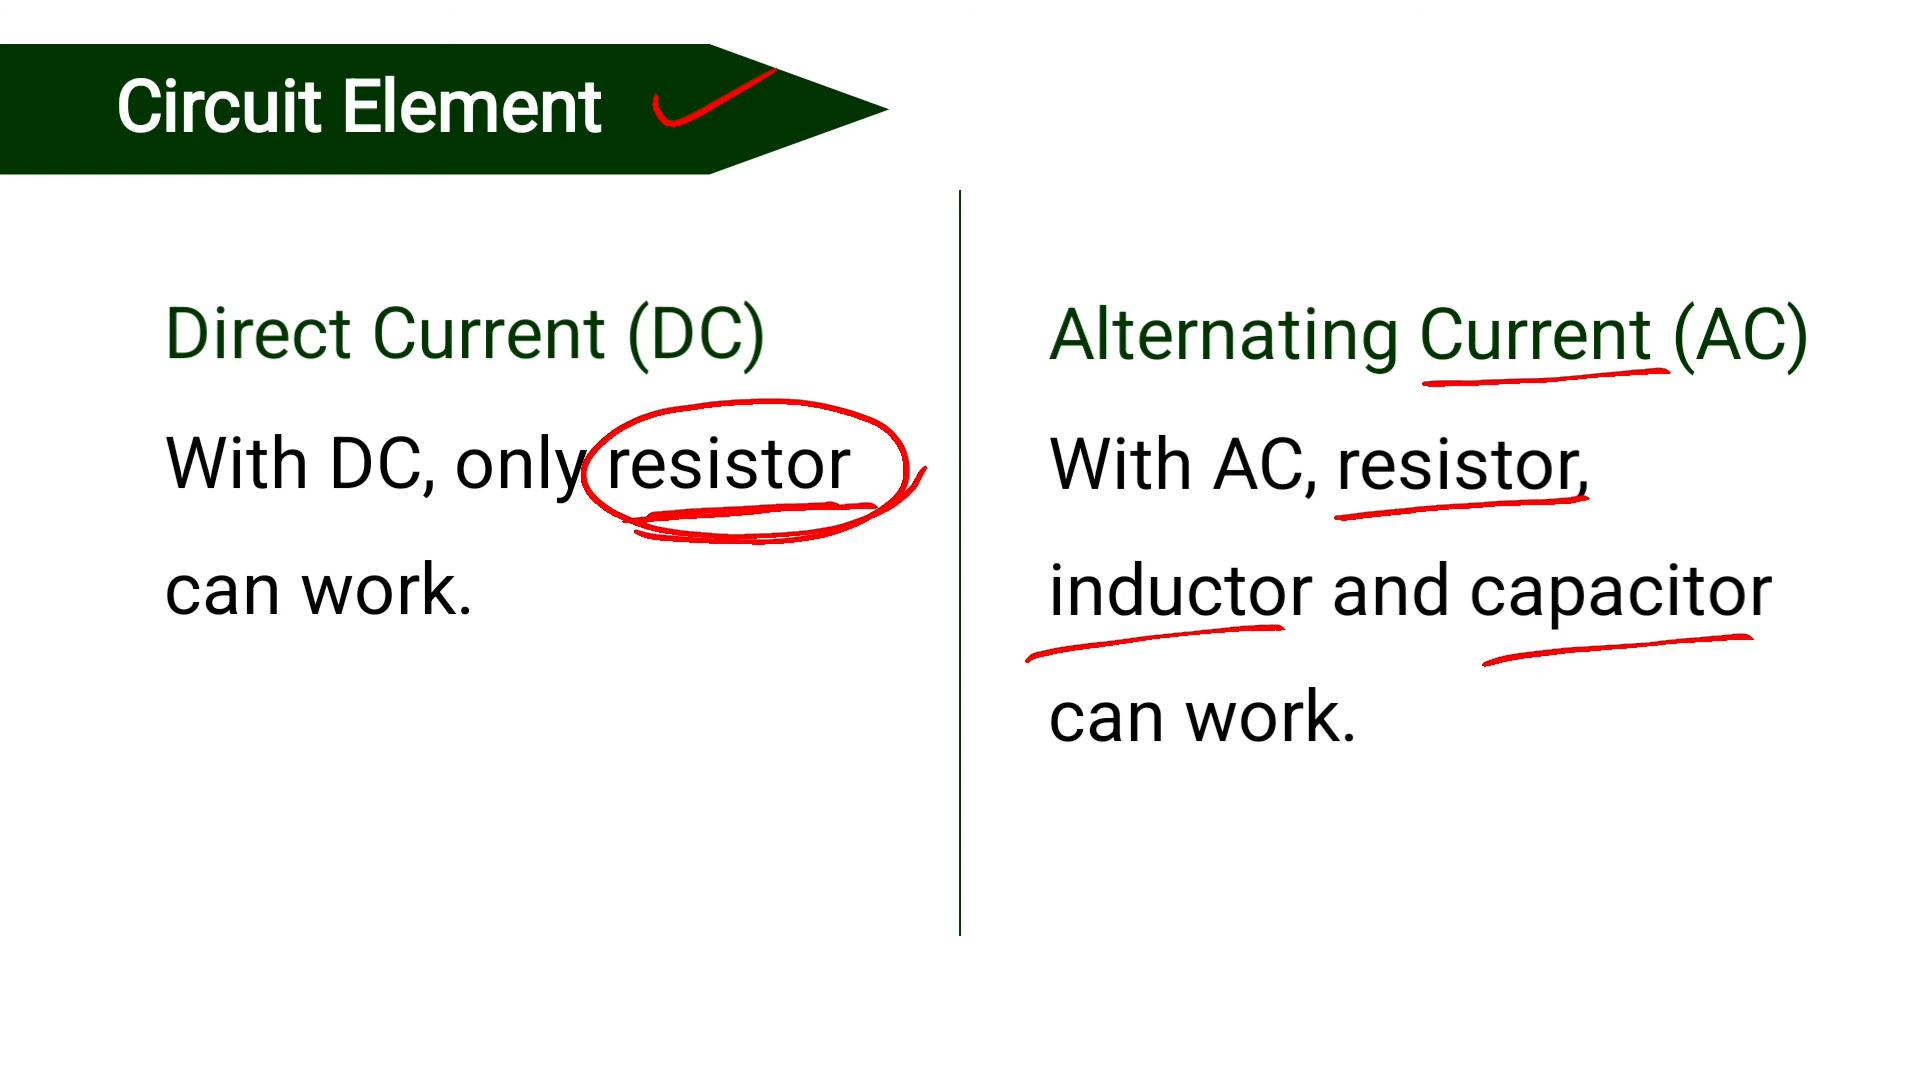 Circuit Element
Direct Current (DC)
With DC, only resistor
can work.
Alternating Current (AC)
With AC, resistor,
inductor and capacitor
can work.